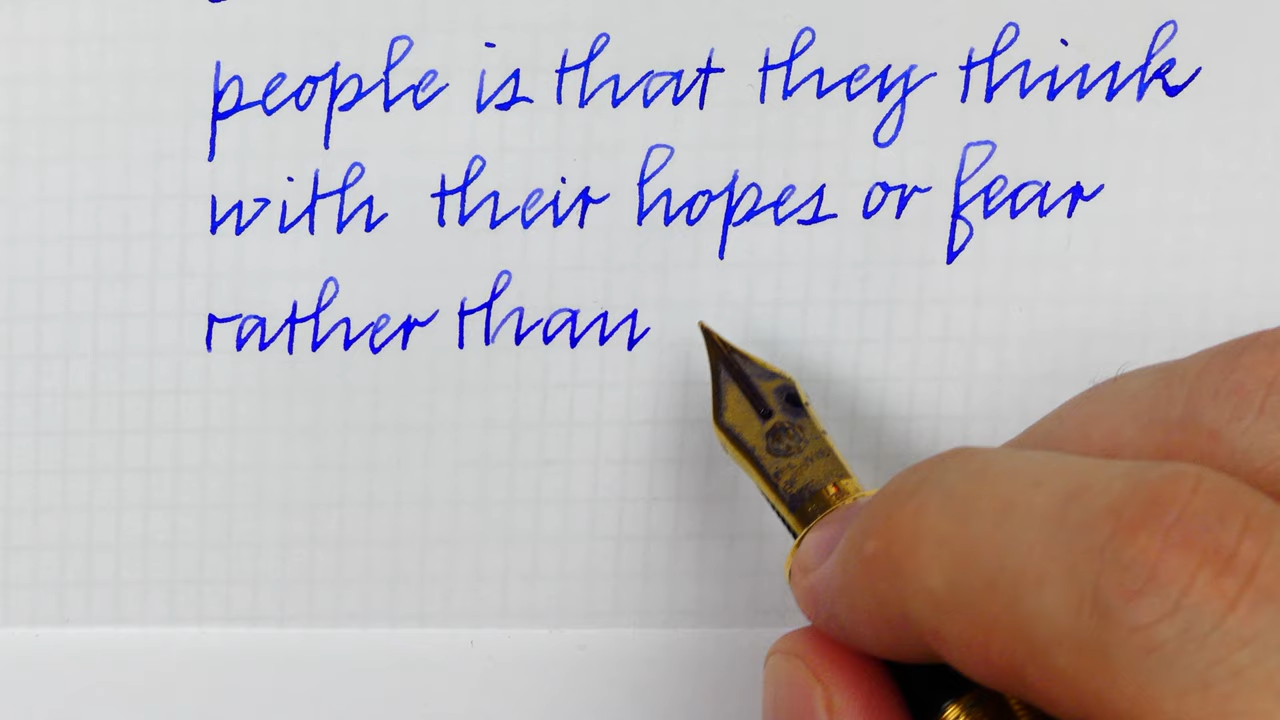 people is that they think
with their hopes or fear
rather than